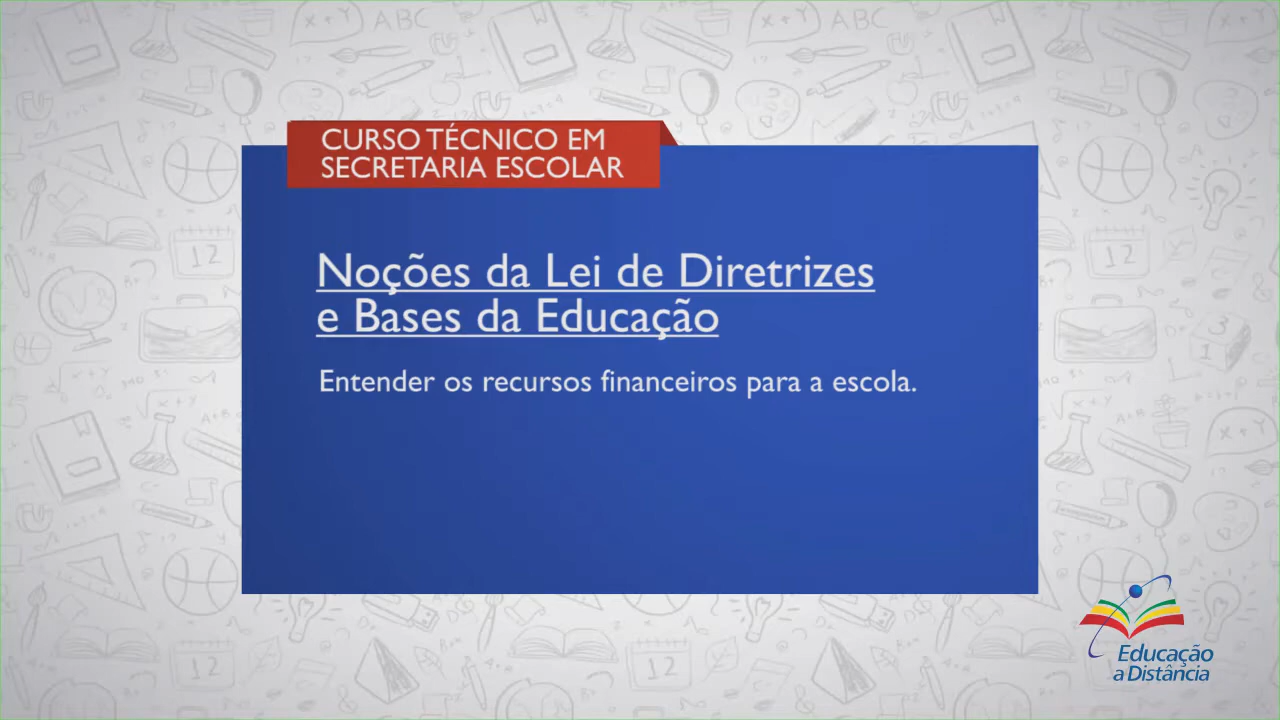 CURSO TÉCNICO EM
SECRETARIA ESCOLAR
Noções da Lei de Diretrizes
e Bases da Educação
Entender os recursos financeiros para a escola.
Educação
a Distância